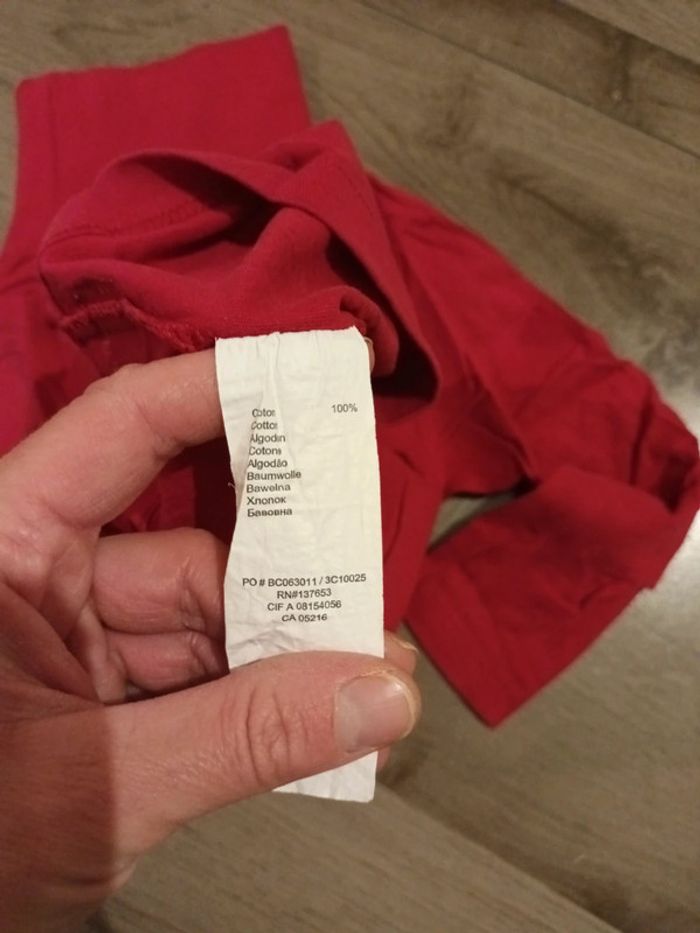 Coton 100%
Cotton
Algodón
Cotone
Algodão
Baumwolle
Bawełna
Хлопок
Бавовна
PO # BC063011 / 3C10025
RN#137653
CIF A 08154056
CA 05216